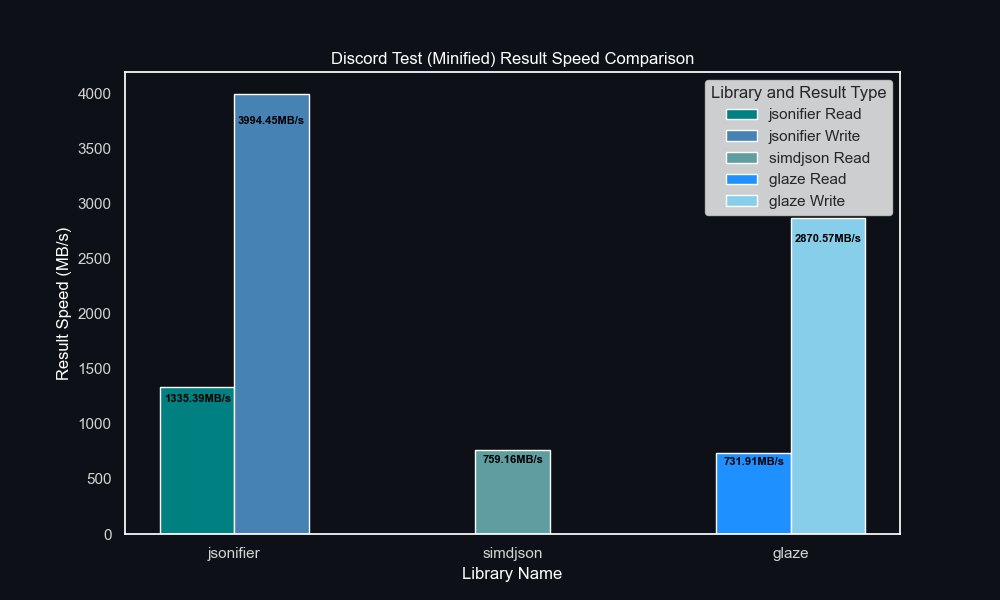 Discord Test (Minified) Result Speed Comparison
Library and Result Type
jsonifier Read
jsonifier Write
simdjson Read
glaze Read
glaze Write
Result Speed (MB/s)
4000
3500
3000
2500
2000
1500
1000
500
0
3994.45MB/s
1335.39MB/s
759.16MB/s
731.91MB/s
2870.57MB/s
jsonifier
simdjson
glaze
Library Name